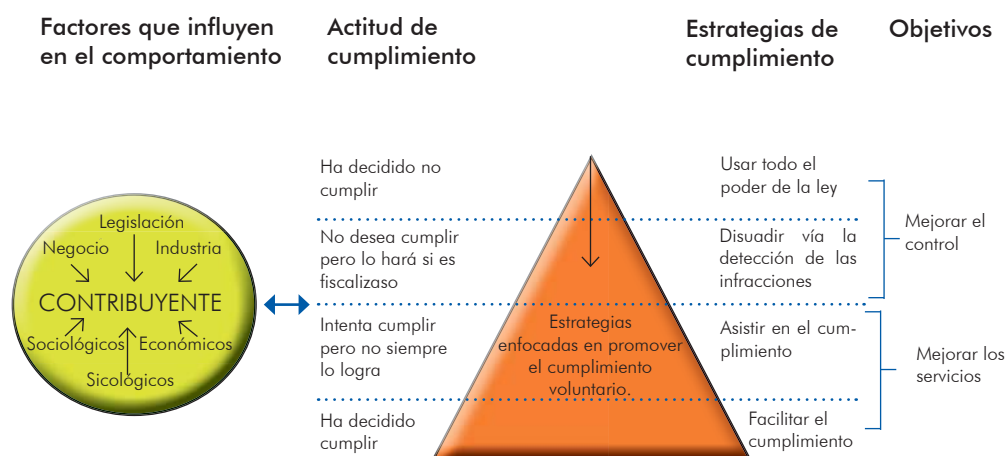 Factores que influyen
en el comportamiento
Actitud de
cumplimiento
Estrategias de
cumplimiento
Objetivos
Legislación
Negocio
Industria
CONTRIBUYENTE
Sociológicos
Económicos
Sicológicos
Ha decidido no
cumplir
No desea cumplir
pero lo hará si es
fiscalizaso
Intenta cumplir
pero no siempre
lo logra
Ha decidido
cumplir
Estrategias
enfocadas en promover
el cumplimiento
voluntario.
Usar todo el
poder de la ley
Disuadir vía la
detección de las
infracciones
Asistir en el cum-
plimiento
Facilitar el
cumplimiento
Mejorar el
control
Mejorar los
servicios